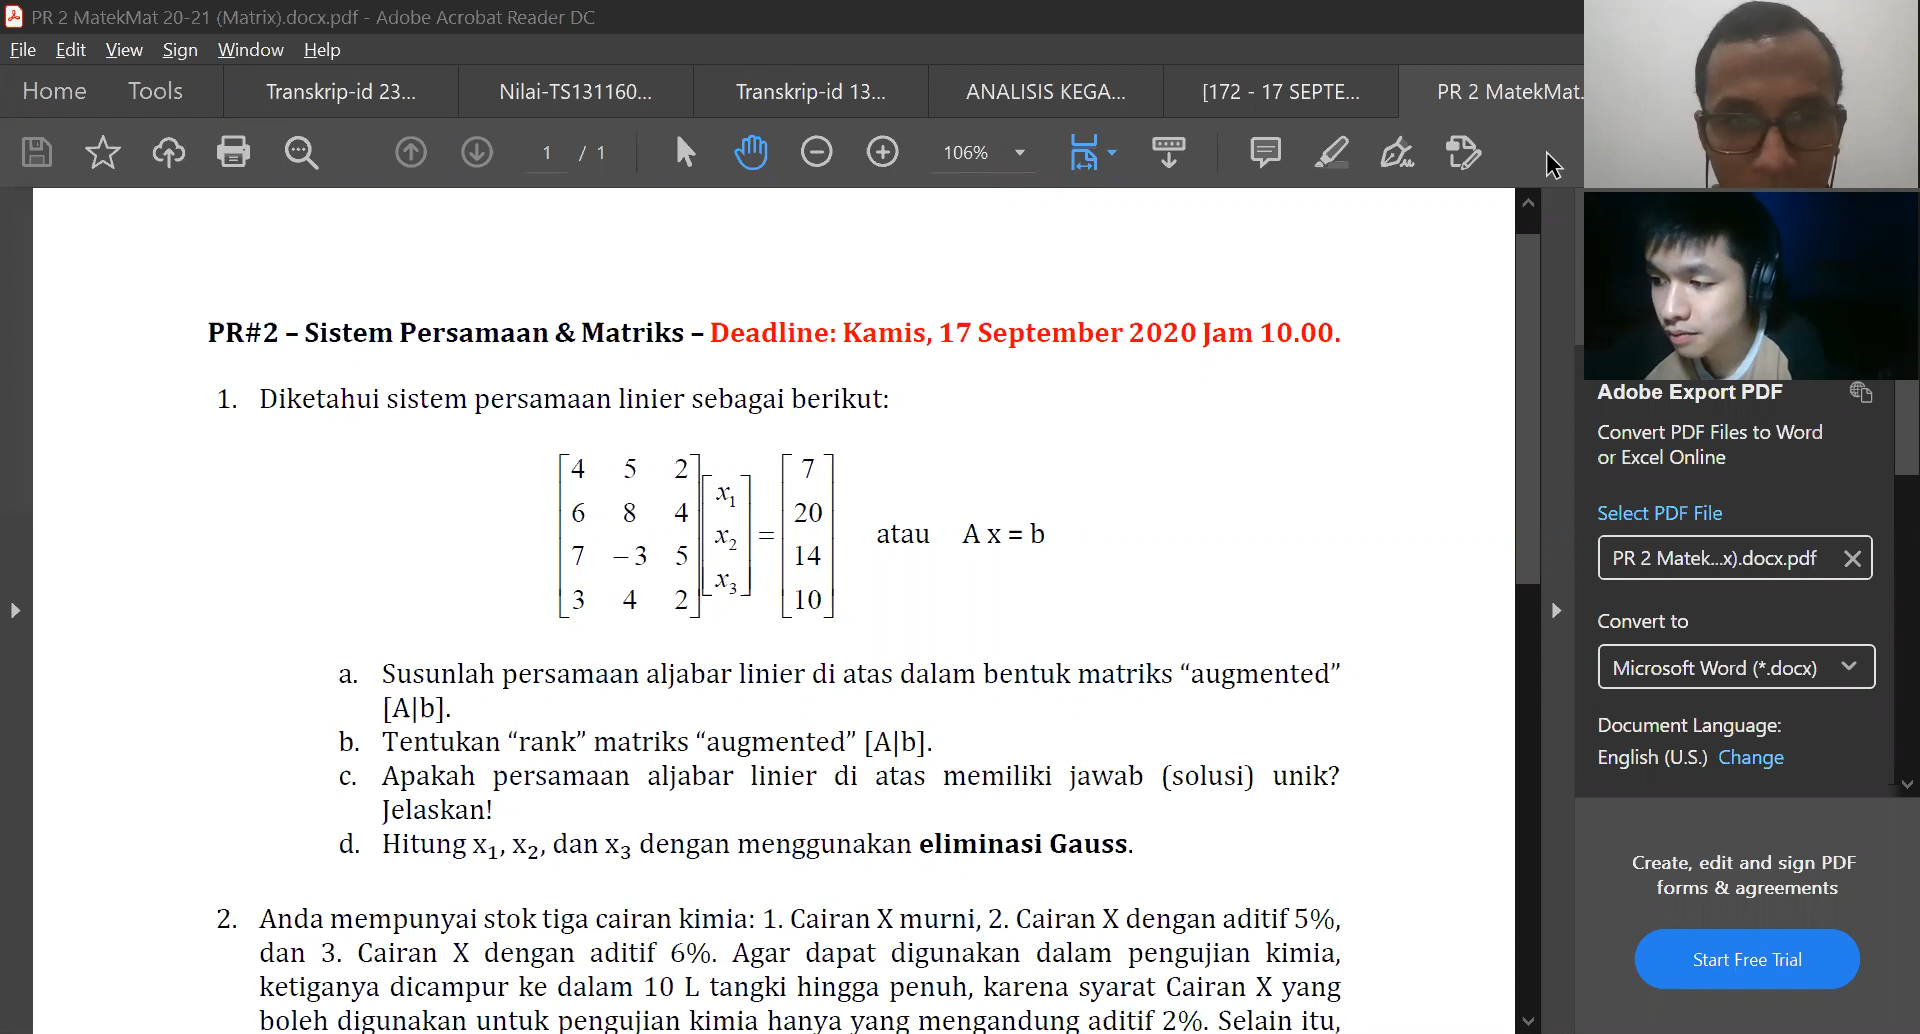 PR 2 MatekMat 20-21 (Matrix).docx.pdf - Adobe Acrobat Reader DC
File Edit View Sign Window Help
Home Tools Transkrip-id 23... Nilai-TS131160... Transkrip-id 13... ANALISIS KEGA... [172 - 17 SEPTE... PR 2 MatekMat.
1 / 1 106%
PR#2 – Sistem Persamaan & Matriks – Deadline: Kamis, 17 September 2020 Jam 10.00.
1. Diketahui sistem persamaan linier sebagai berikut:
[4 5 2; 6 8 4; 7 −3 5; 3 4 2] [x₁; x₂; x₃] = [7; 20; 14; 10] atau A x = b
a. Susunlah persamaan aljabar linier di atas dalam bentuk matriks “augmented”
[A|b].
b. Tentukan “rank” matriks “augmented” [A|b].
c. Apakah persamaan aljabar linier di atas memiliki jawab (solusi) unik?
Jelaskan!
d. Hitung x₁, x₂, dan x₃ dengan menggunakan eliminasi Gauss.
2. Anda mempunyai stok tiga cairan kimia: 1. Cairan X murni, 2. Cairan X dengan aditif 5%,
dan 3. Cairan X dengan aditif 6%. Agar dapat digunakan dalam pengujian kimia,
ketiganya dicampur ke dalam 10 L tangki hingga penuh, karena syarat Cairan X yang
boleh digunakan untuk pengujian kimia hanya yang mengandung aditif 2%. Selain itu,
Adobe Export PDF
Convert PDF Files to Word
or Excel Online
Select PDF File
PR 2 Matek...x).docx.pdf
Convert to
Microsoft Word (*.docx)
Document Language:
English (U.S.) Change
Create, edit and sign PDF
forms & agreements
Start Free Trial